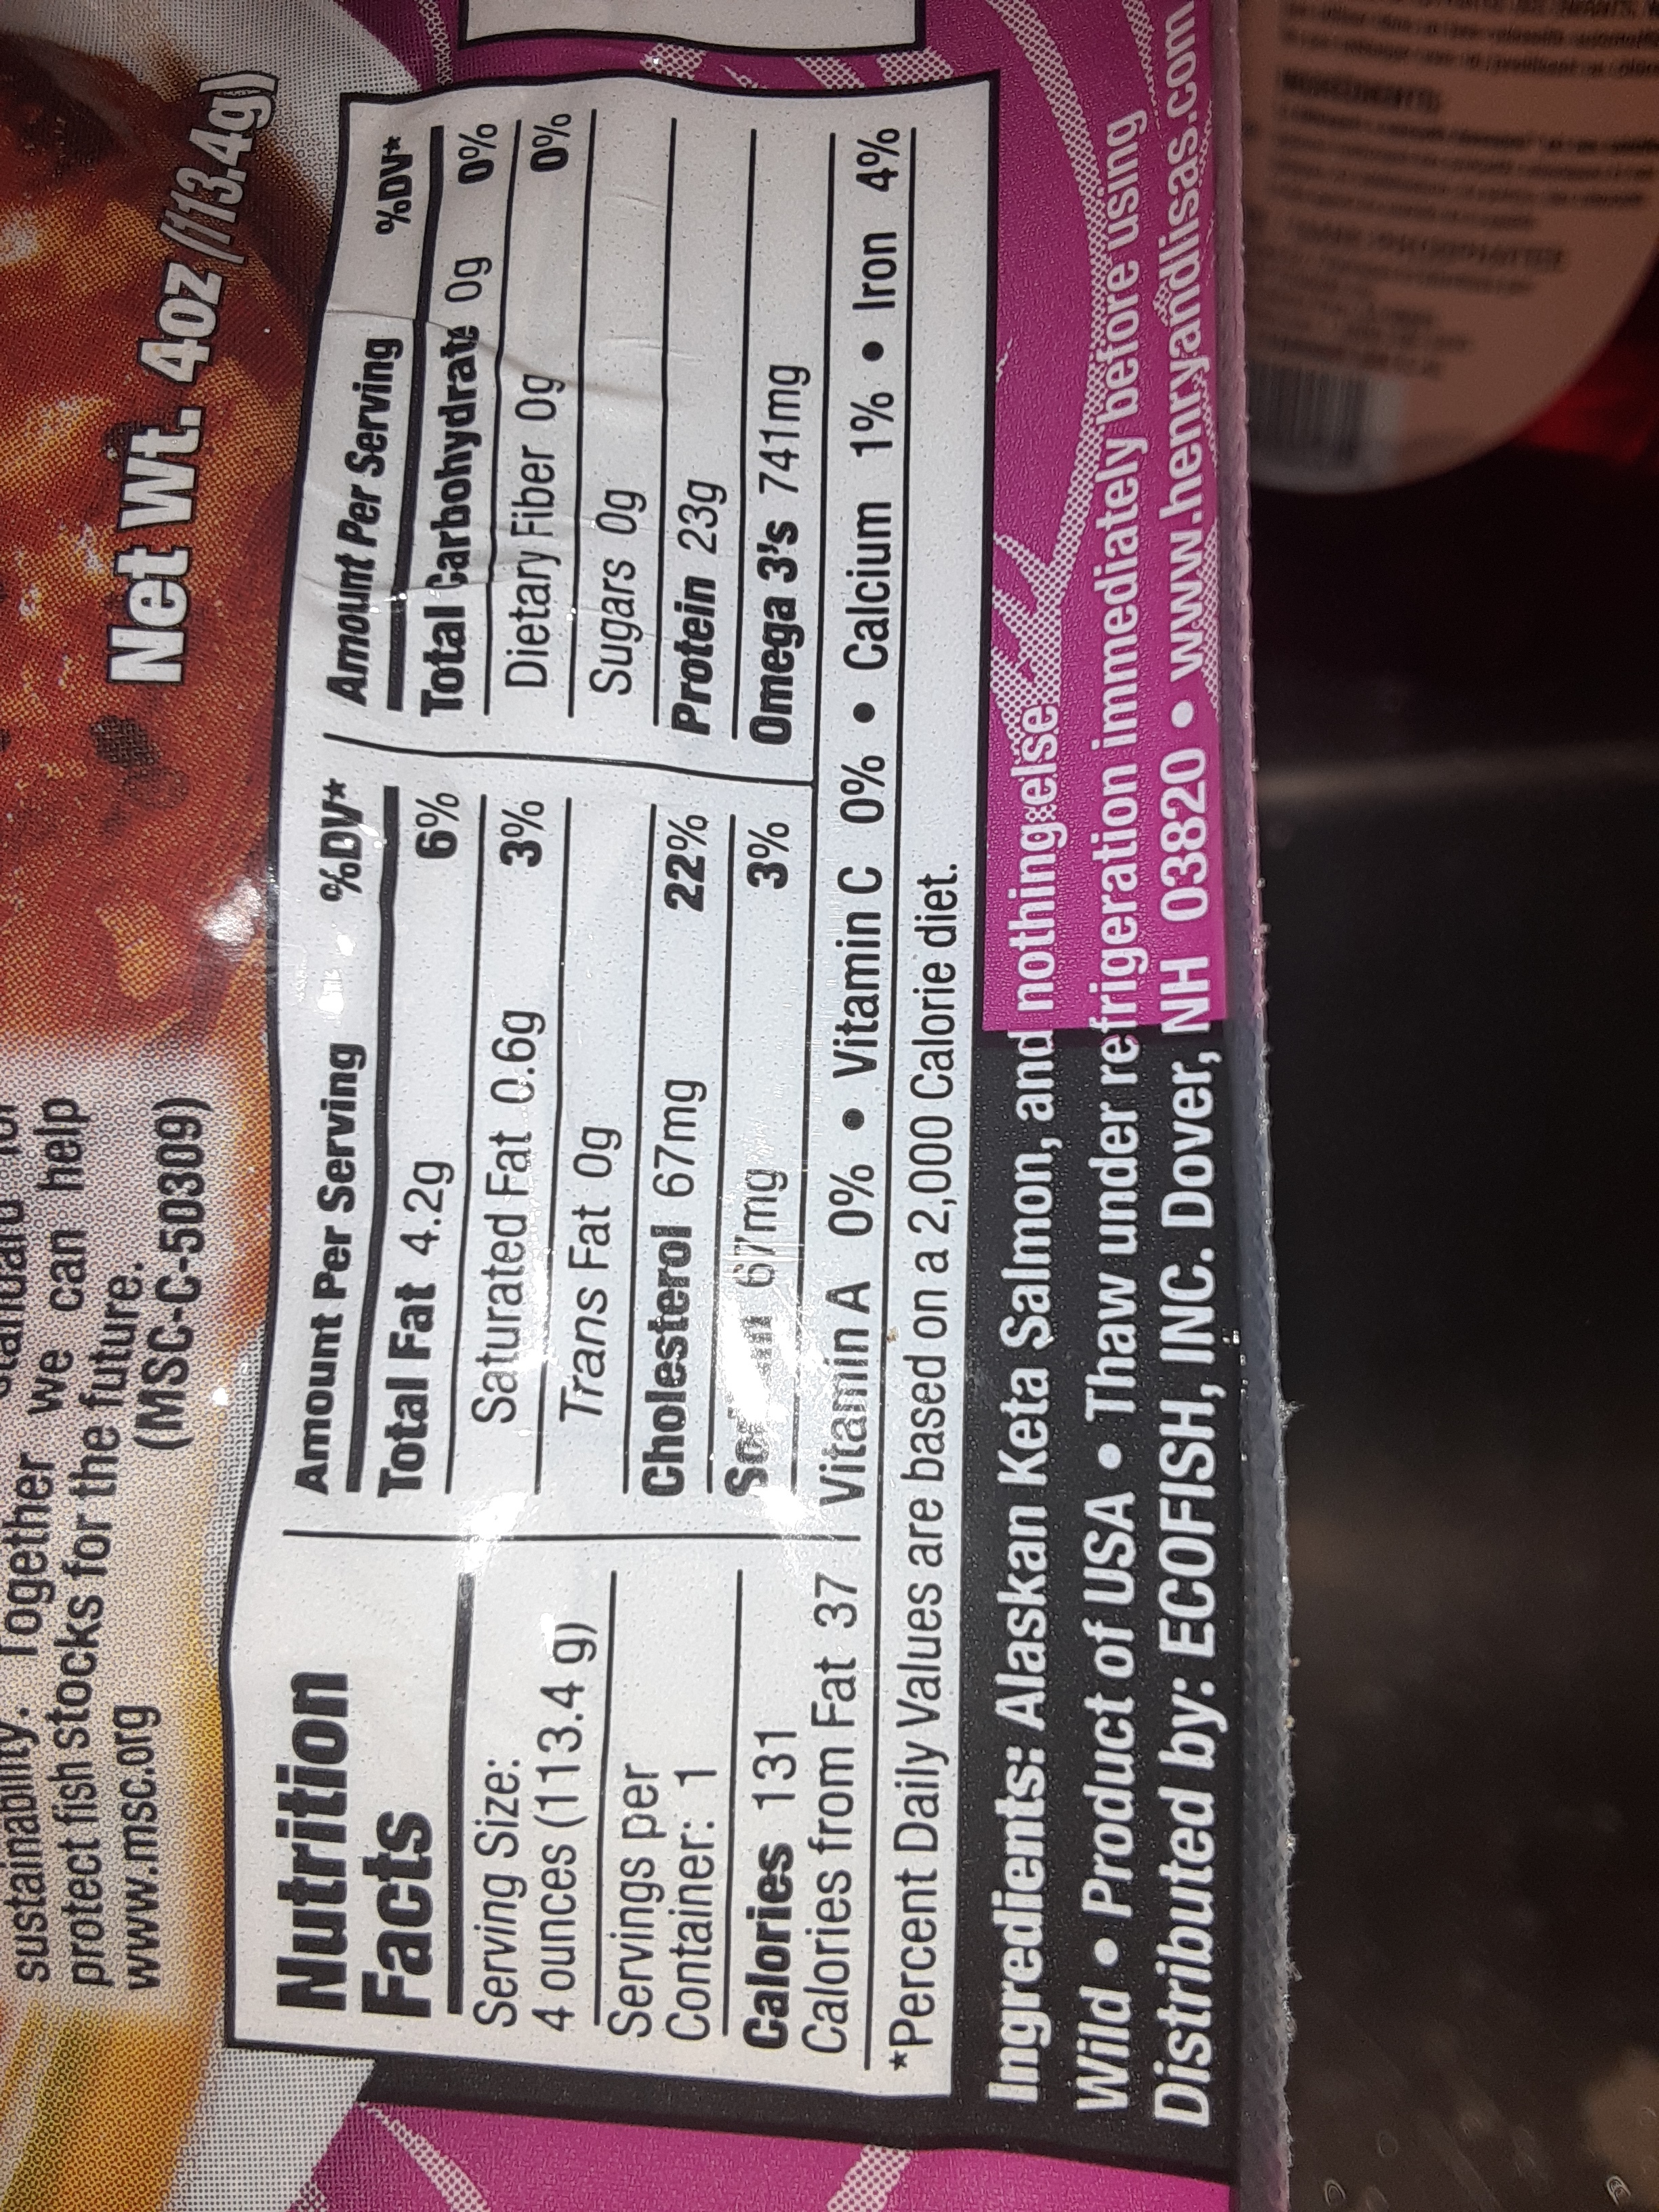 sustainability. Together we can help
protect fish stocks for the future.
www.msc.org (MSC-C-50309)
Net Wt. 4oz (113.4g)
Nutrition
Facts
Serving Size:
4 ounces (113.4 g)
Servings per
Container: 1
Calories 131
Calories from Fat 37
Amount Per Serving %DV*
Total Fat 4.2g 6%
Saturated Fat 0.6g 3%
Trans Fat 0g
Cholesterol 67mg 22%
Sodium 67mg 3%
Amount Per Serving %DV*
Total Carbohydrate 0g 0%
Dietary Fiber 0g 0%
Sugars 0g
Protein 23g
Omega 3's 741mg
Vitamin A 0% • Vitamin C 0% • Calcium 1% • Iron 4%
*Percent Daily Values are based on a 2,000 Calorie diet.
Ingredients: Alaskan Keta Salmon, and nothing else.
Wild • Product of USA • Thaw under refrigeration immediately before using
Distributed by: ECOFISH, INC. Dover, NH 03820 • www.henryandlisas.com